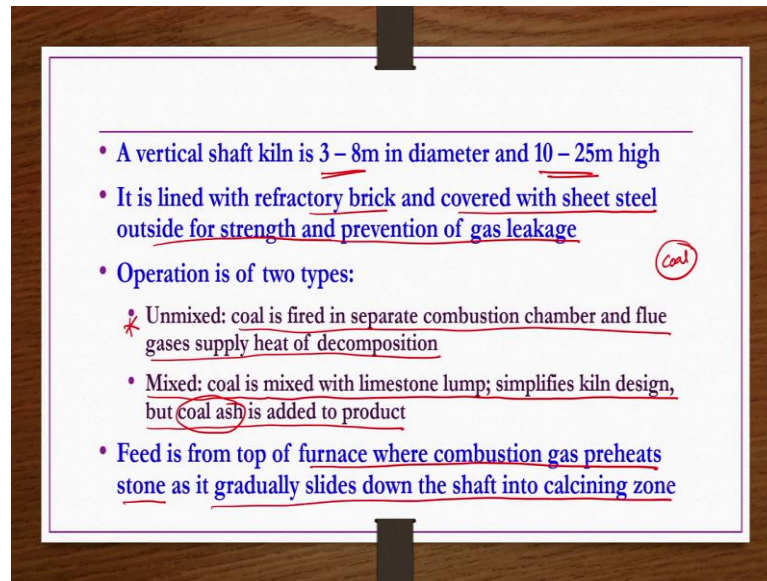 • A vertical shaft kiln is 3 – 8m in diameter and 10 – 25m high
• It is lined with refractory brick and covered with sheet steel
outside for strength and prevention of gas leakage
coal
• Operation is of two types:
• Unmixed: coal is fired in separate combustion chamber and flue
gases supply heat of decomposition
• Mixed: coal is mixed with limestone lump; simplifies kiln design,
but coal ash is added to product
• Feed is from top of furnace where combustion gas preheats
stone as it gradually slides down the shaft into calcining zone